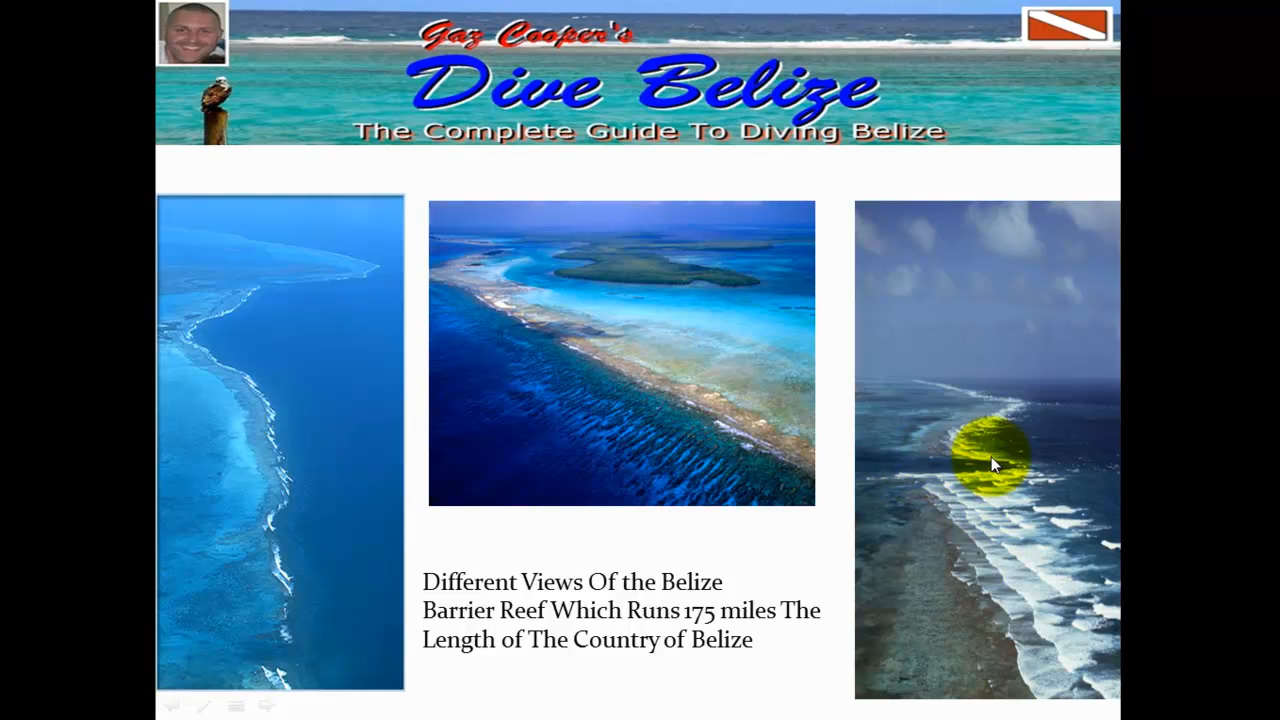 Gaz Cooper's
Dive Belize
The Complete Guide To Diving Belize
Different Views Of the Belize
Barrier Reef Which Runs 175 miles The
Length of The Country of Belize